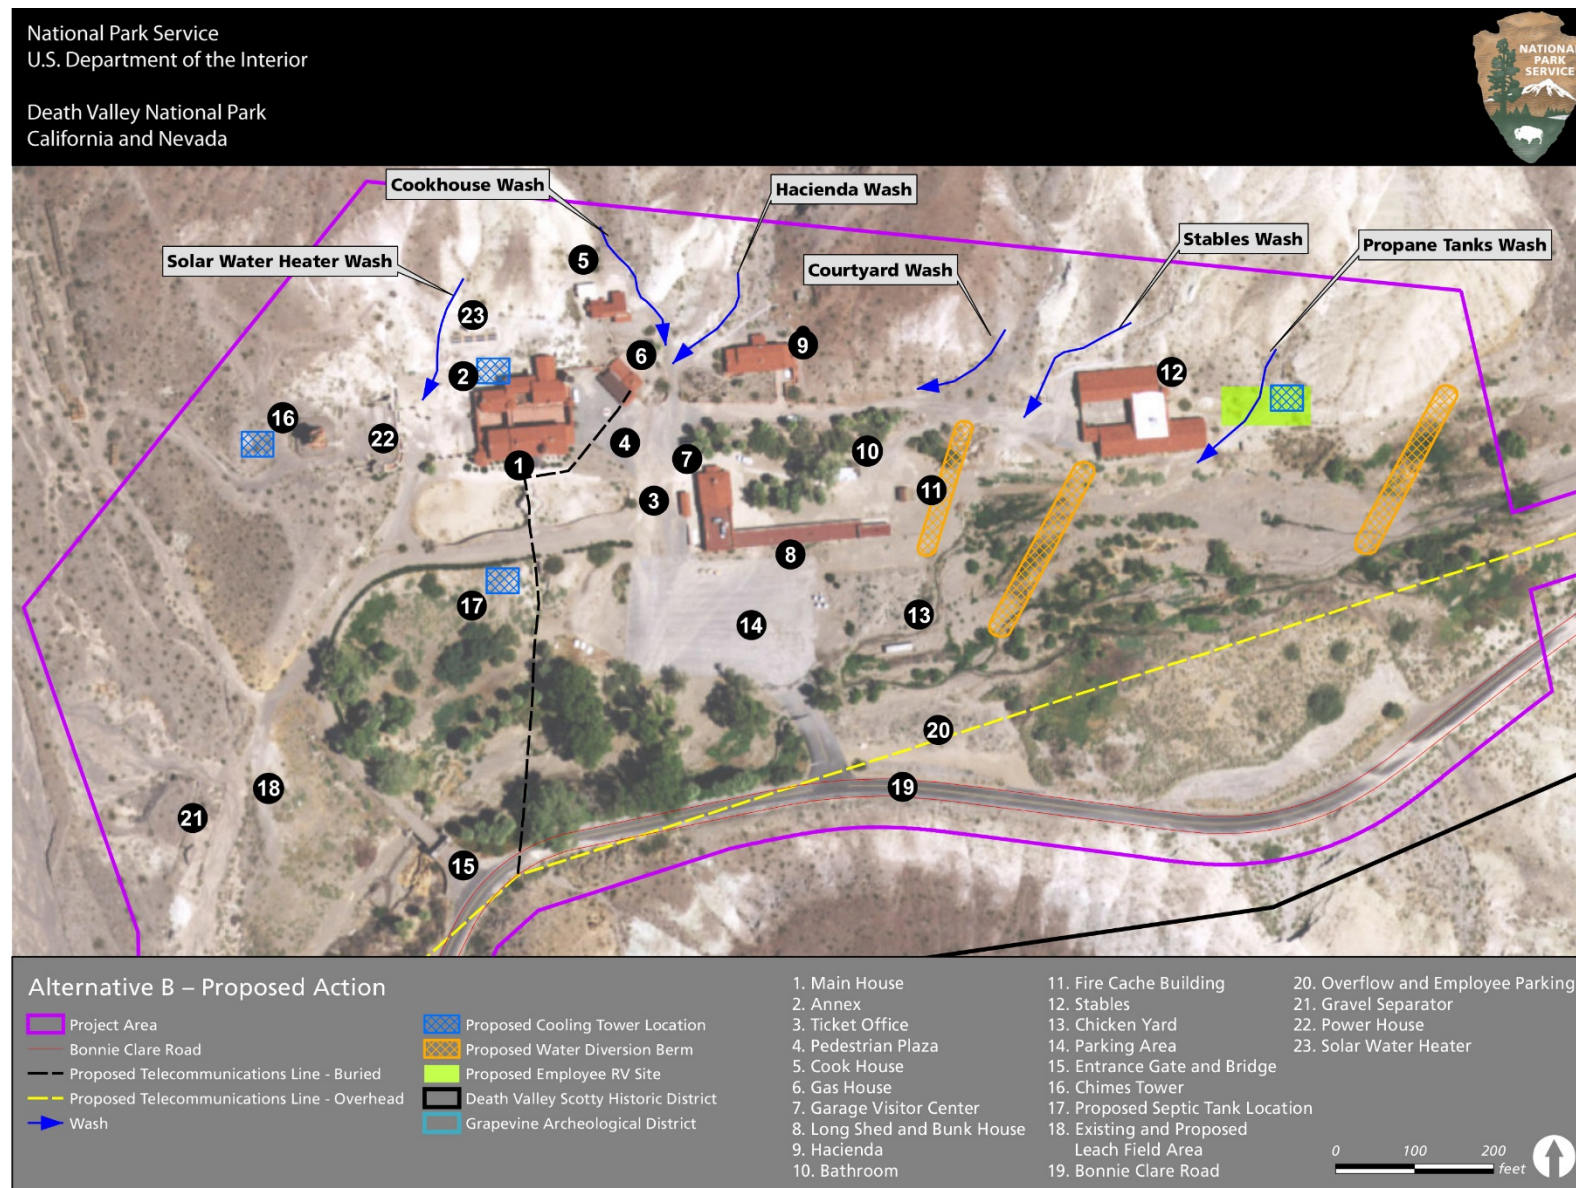 National Park Service
U.S. Department of the Interior
Death Valley National Park
California and Nevada
NATIONAL
PARK
SERVICE
Cookhouse Wash
Hacienda Wash
Solar Water Heater Wash
Courtyard Wash
Stables Wash
Propane Tanks Wash
5
23
6
9
2
12
16
22
4
1
7
10
3
11
8
17
14
13
20
18
19
21
15
Alternative B – Proposed Action
Project Area
Bonnie Clare Road
Proposed Telecommunications Line - Buried
Proposed Telecommunications Line - Overhead
Wash
Proposed Cooling Tower Location
Proposed Water Diversion Berm
Proposed Employee RV Site
Death Valley Scotty Historic District
Grapevine Archeological District
1. Main House
2. Annex
3. Ticket Office
4. Pedestrian Plaza
5. Cook House
6. Gas House
7. Garage Visitor Center
8. Long Shed and Bunk House
9. Hacienda
10. Bathroom
11. Fire Cache Building
12. Stables
13. Chicken Yard
14. Parking Area
15. Entrance Gate and Bridge
16. Chimes Tower
17. Proposed Septic Tank Location
18. Existing and Proposed
Leach Field Area
19. Bonnie Clare Road
20. Overflow and Employee Parking
21. Gravel Separator
22. Power House
23. Solar Water Heater
0 100 200
feet